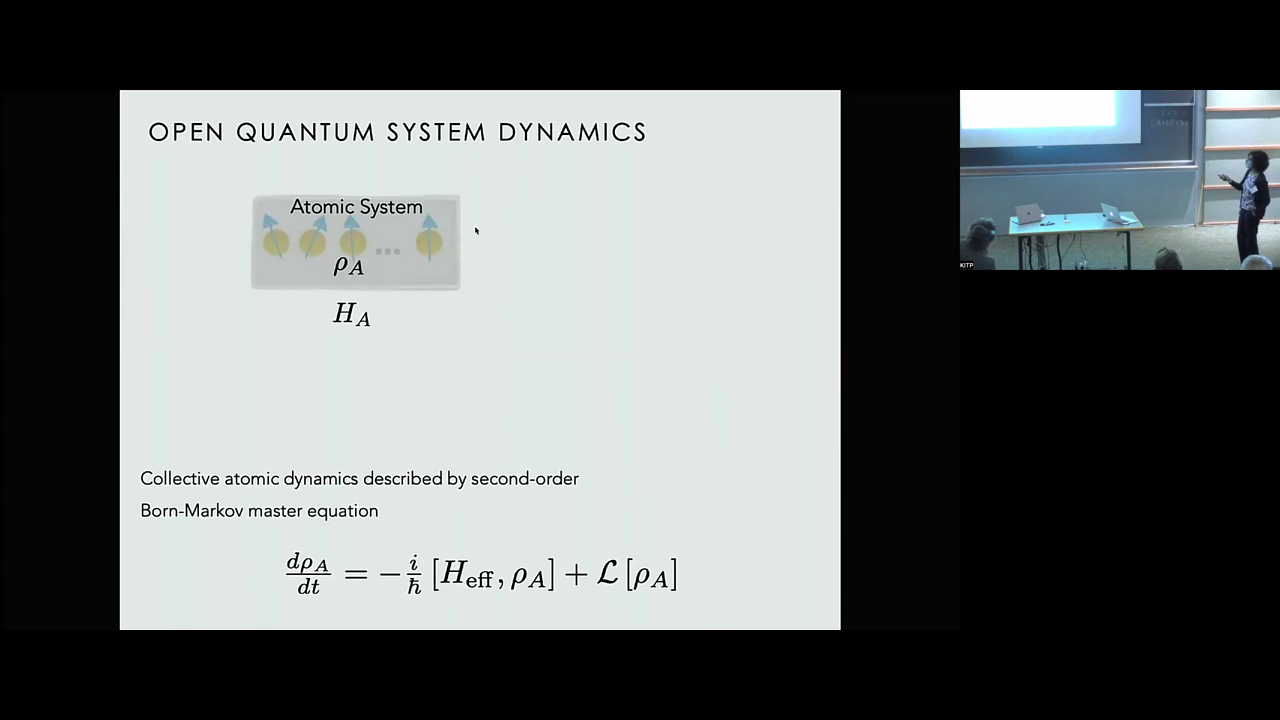 OPEN QUANTUM SYSTEM DYNAMICS
Atomic System
ρ_A
H_A
Collective atomic dynamics described by second-order
Born-Markov master equation
dρ_A/dt = −i/ħ [H_eff, ρ_A] + ℒ [ρ_A]
KITP